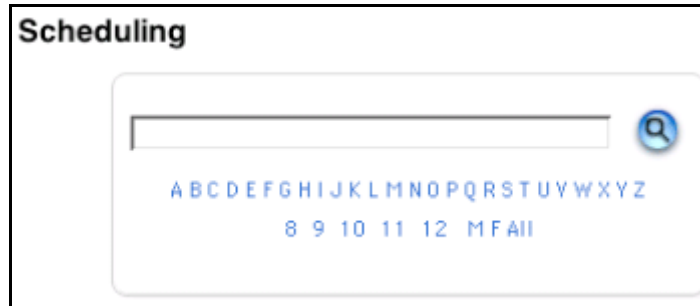 Scheduling
A B C D E F G H I J K L M N O P Q R S T U V W X Y Z
8 9 10 11 12 M F All